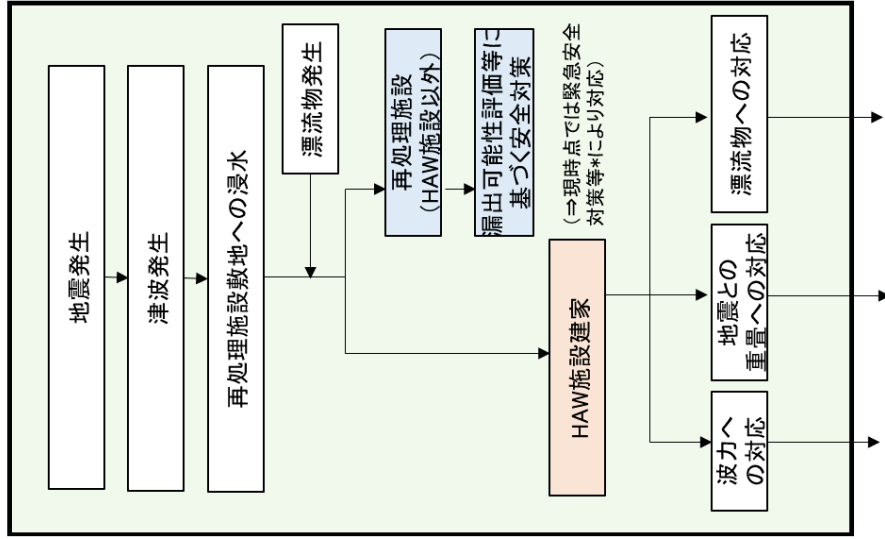 地震発生
津波発生
再処理施設敷地への浸水
漂流物発生
再処理施設
(HAW施設以外)
漏出可能性評価等に
基づく安全対策
(⇒現時点では緊急安全
対策等*により対応)
HAW施設建家
波力へ
の対応
地震との
重畳への対応
漂流物への対応